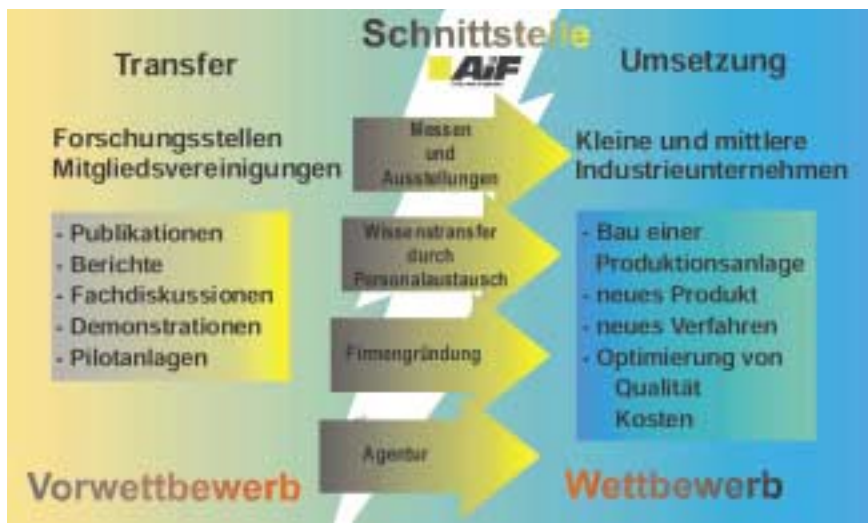 Schnittstelle
AiF
Transfer
Forschungsstellen
Mitgliedsvereinigungen
- Publikationen
- Berichte
- Fachdiskussionen
- Demonstrationen
- Pilotanlagen
Vorwettbewerb
Messen
und
Ausstellungen
Wissenstransfer
durch
Personalaustausch
Firmengründung
Agentur
Umsetzung
Kleine und mittlere
Industrieunternehmen
- Bau einer
Produktionsanlage
- neues Produkt
- neues Verfahren
- Optimierung von
Qualität
Kosten
Wettbewerb